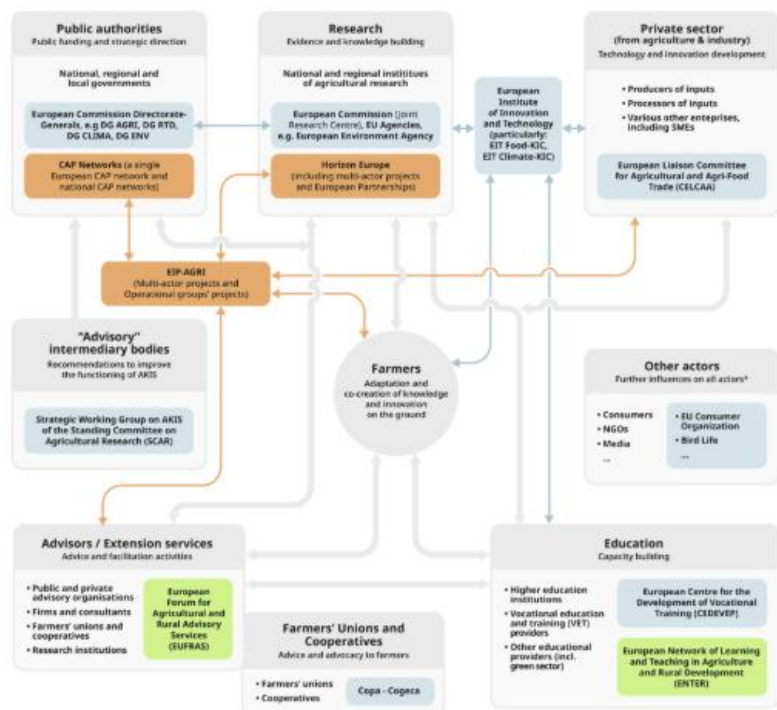 Public authorities
Public funding and strategic direction
National, regional and
local governments
European Commission Directorate-
Generals, e.g DG AGRI, DG RTD,
DG CLIMA, DG ENV
CAP Networks (a single
European CAP network and
national CAP networks)
Research
Evidence and knowledge building
National and regional instititues
of agricultural research
European Commission (joint
Research Centre), EU Agencies,
e.g. European Environment Agency
Horizon Europe
(including multi-actor projects
and European Partnerships)
European
Institute
of Innovation
and Technology
(particularly:
EIT Food-KIC,
EIT Climate-KIC)
Private sector
(from agriculture & industry)
Technology and innovation development
• Producers of inputs
• Processors of inputs
• Various other enteprises,
including SMEs
European Liaison Committee
for Agricultural and Agri-Food
Trade (CELCAA)
EIP-AGRI
(Multi-actor projects and
Operational groups' projects)
"Advisory"
intermediary bodies
Recommendations to improve
the functioning of AKIS
Strategic Working Group on AKIS
of the Standing Committee on
Agricultural Research (SCAR)
Farmers
Adaptation and
co-creation of knowledge
and innovation
on the ground
Other actors
Further influences on all actors*
• Consumers
• NGOs
• Media
...
• EU Consumer
Organization
• Bird Life
...
Advisors / Extension services
Advice and facilitation activities
• Public and private
advisory organisations
• Firms and consultants
• Farmers' unions and
cooperatives
• Research institutions
European
Forum for
Agricultural and
Rural Advisory
Services
(EUFRAS)
Farmers' Unions and
Cooperatives
Advice and advocacy to farmers
• Farmers' unions
• Cooperatives
Copa - Cogeca
Education
Capacity building
• Higher education
institutions
• Vocational education
and training (VET)
providers
• Other educational
providers (incl.
green sector)
European Centre for the
Development of Vocational
Training (CEDEVEP)
European Network of Learning
and Teaching in Agriculture
and Rural Development
(ENTER)